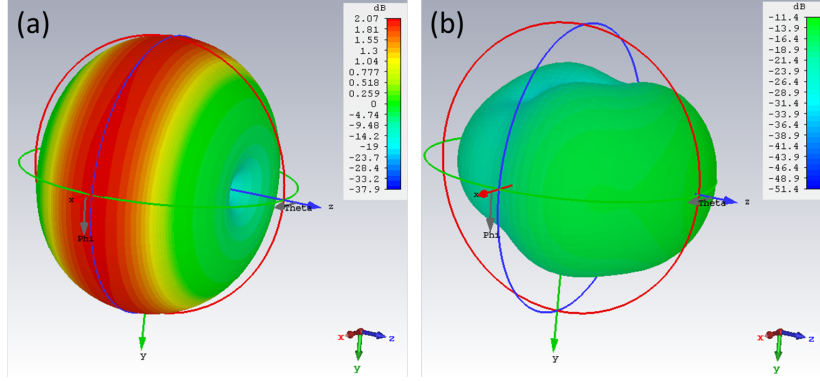 (a)
dB
2.07
1.81
1.55
1.3
1.04
0.777
0.518
0.259
0
-4.74
-9.48
-14.2
-19
-23.7
-28.4
-33.2
-37.9
x
Phi
Theta
z
y
x
z
y
(b)
dB
-11.4
-13.9
-16.4
-18.9
-21.4
-23.9
-26.4
-28.9
-31.4
-33.9
-36.4
-38.9
-41.4
-43.9
-46.4
-48.9
-51.4
x
Phi
Theta
z
y
x
z
y